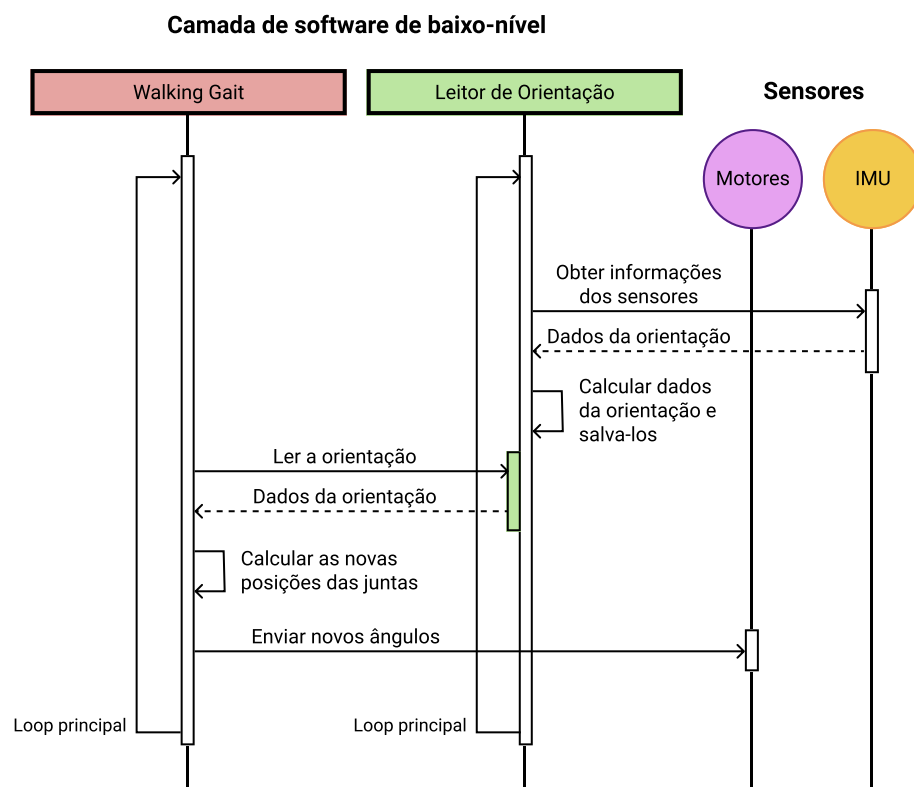 Camada de software de baixo-nível
Walking Gait
Leitor de Orientação
Sensores
Motores
IMU
Obter informações
dos sensores
Dados da orientação
Calcular dados
da orientação e
salva-los
Ler a orientação
Dados da orientação
Calcular as novas
posições das juntas
Enviar novos ângulos
Loop principal
Loop principal